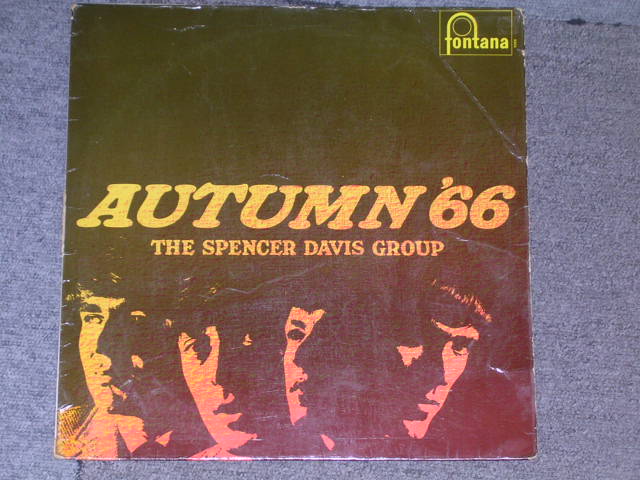 fontana
AUTUMN '66
THE SPENCER DAVIS GROUP